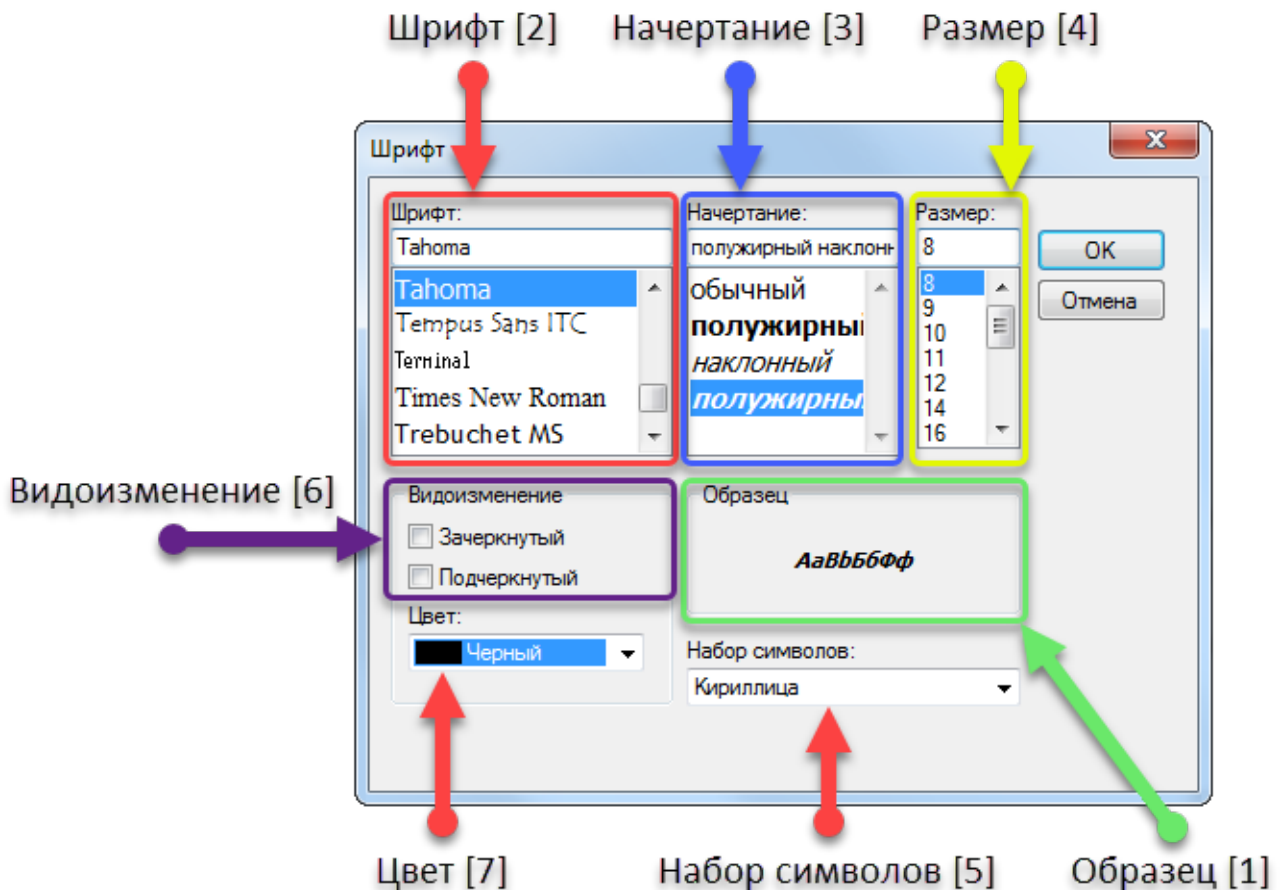 Шрифт [2] Начертание [3] Размер [4]
Шрифт
Шрифт: Начертание: Размер:
Tahoma полужирный наклонн 8 OK
Tahoma обычный 8 Отмена
Tempus Sans ITC полужирны 9
Terminal наклонный 10
Times New Roman полужирны 11
Trebuchet MS 12
14
16
Видоизменение [6]
Видоизменение Образец
Зачеркнутый
АаВbБбФф
Подчеркнутый
Цвет:
Черный Набор символов:
Кириллица
Цвет [7] Набор символов [5] Образец [1]